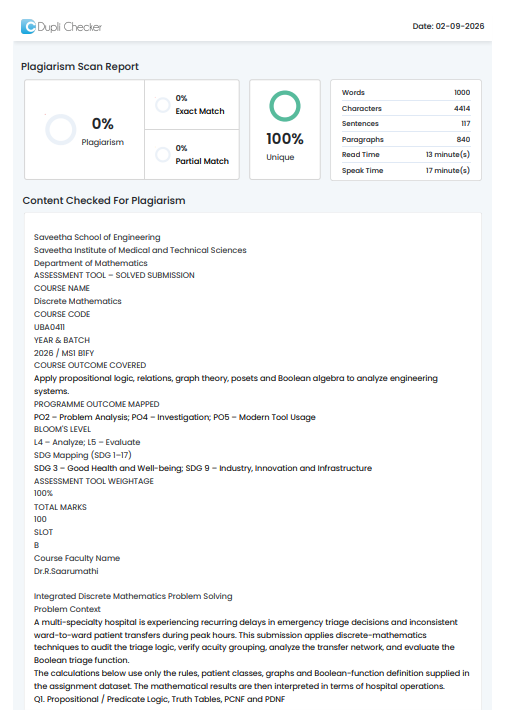 Dupli Checker
Date: 02-09-2026
Plagiarism Scan Report
0%
Plagiarism
0%
Exact Match
0%
Partial Match
100%
Unique
Words 1000
Characters 4414
Sentences 117
Paragraphs 840
Read Time 13 minute(s)
Speak Time 17 minute(s)
Content Checked For Plagiarism
Saveetha School of Engineering
Saveetha Institute of Medical and Technical Sciences
Department of Mathematics
ASSESSMENT TOOL – SOLVED SUBMISSION
COURSE NAME
Discrete Mathematics
COURSE CODE
UBA0411
YEAR & BATCH
2026 / MS1 B1FY
COURSE OUTCOME COVERED
Apply propositional logic, relations, graph theory, posets and Boolean algebra to analyze engineering
systems.
PROGRAMME OUTCOME MAPPED
PO2 – Problem Analysis; PO4 – Investigation; PO5 – Modern Tool Usage
BLOOM'S LEVEL
L4 – Analyze; L5 – Evaluate
SDG Mapping (SDG 1–17)
SDG 3 – Good Health and Well-being; SDG 9 – Industry, Innovation and Infrastructure
ASSESSMENT TOOL WEIGHTAGE
100%
TOTAL MARKS
100
SLOT
B
Course Faculty Name
Dr.R.Saarumathi
Integrated Discrete Mathematics Problem Solving
Problem Context
A multi-specialty hospital is experiencing recurring delays in emergency triage decisions and inconsistent
ward-to-ward patient transfers during peak hours. This submission applies discrete-mathematics
techniques to audit the triage logic, verify acuity grouping, analyze the transfer network, and evaluate the
Boolean triage function.
The calculations below use only the rules, patient classes, graphs and Boolean-function definition supplied in
the assignment dataset. The mathematical results are then interpreted in terms of hospital operations.
Q1. Propositional / Predicate Logic, Truth Tables, PCNF and PDNF